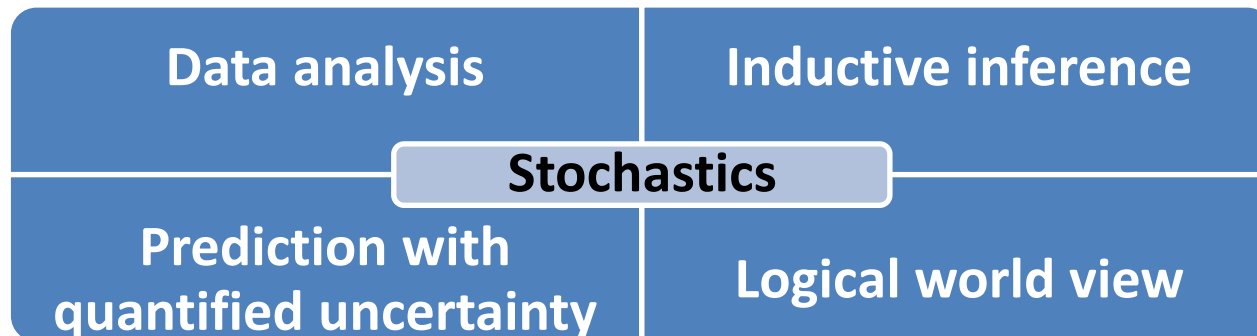 Data analysis
Inductive inference
Stochastics
Prediction with
quantified uncertainty
Logical world view